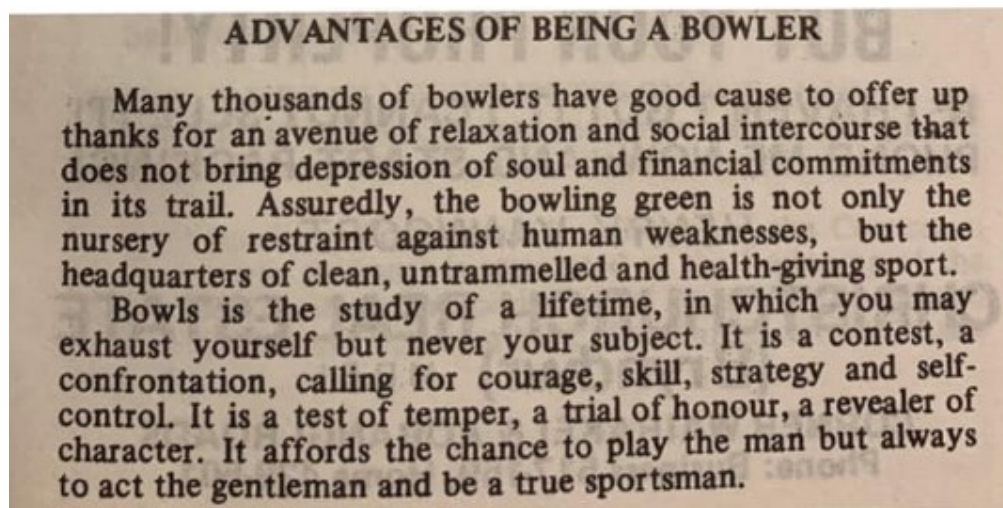 ADVANTAGES OF BEING A BOWLER
Many thousands of bowlers have good cause to offer up
thanks for an avenue of relaxation and social intercourse that
does not bring depression of soul and financial commitments
in its trail. Assuredly, the bowling green is not only the
nursery of restraint against human weaknesses, but the
headquarters of clean, untrammelled and health-giving sport.
Bowls is the study of a lifetime, in which you may
exhaust yourself but never your subject. It is a contest, a
confrontation, calling for courage, skill, strategy and self-
control. It is a test of temper, a trial of honour, a revealer of
character. It affords the chance to play the man but always
to act the gentleman and be a true sportsman.